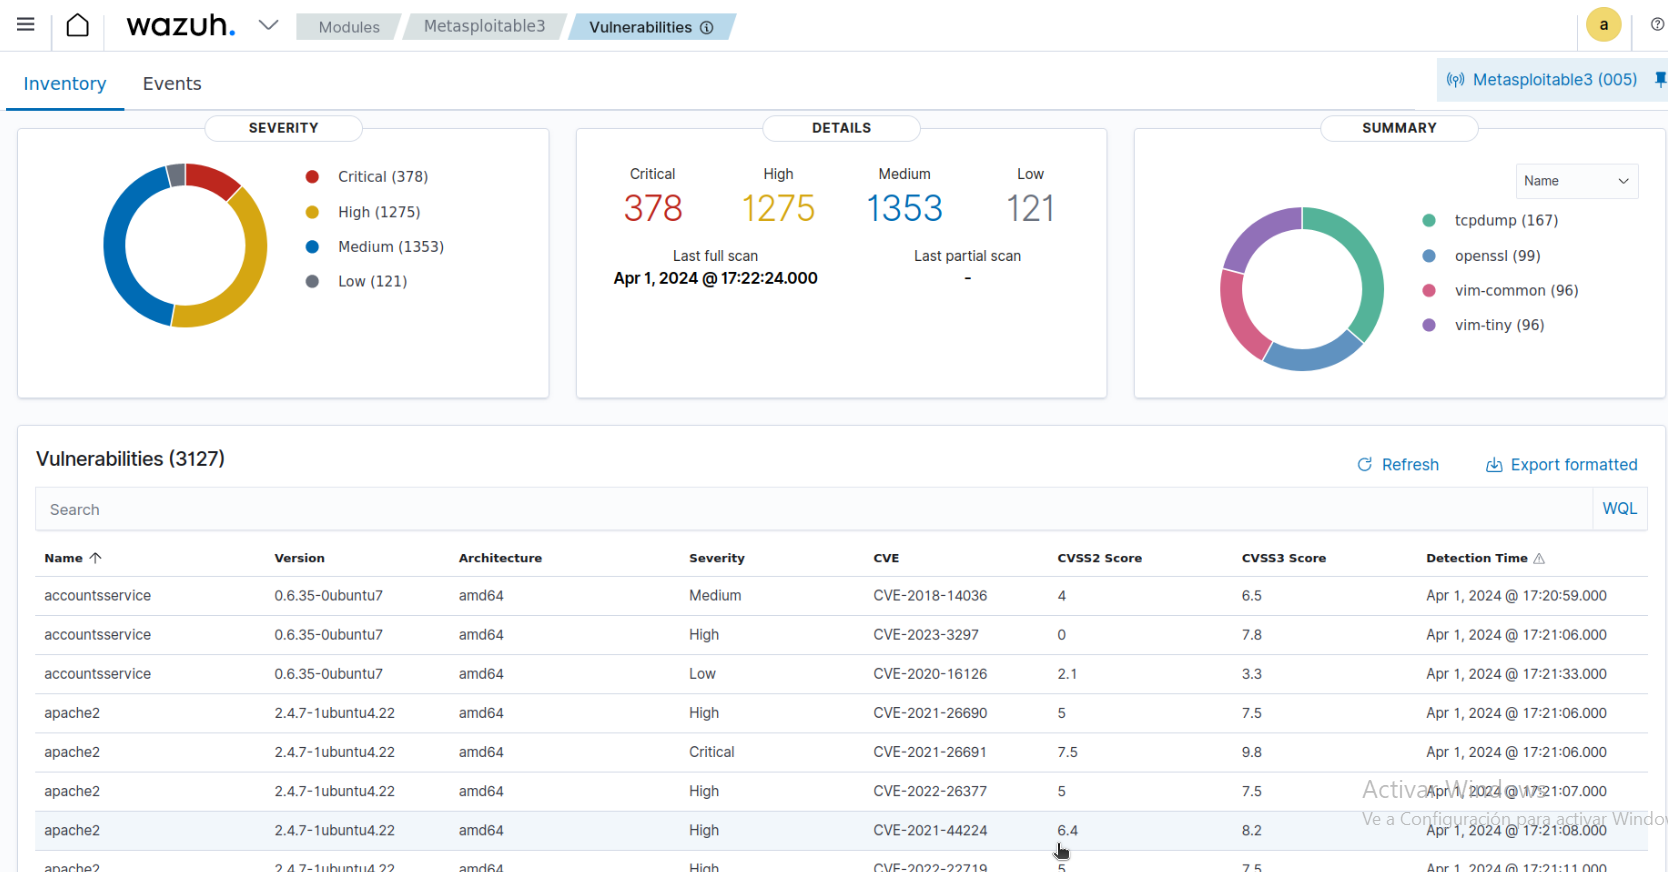 wazuh. Modules Metasploitable3 Vulnerabilities a
Inventory Events Metasploitable3 (005)
SEVERITY
Critical (378)
High (1275)
Medium (1353)
Low (121)
DETAILS
Critical High Medium Low
378 1275 1353 121
Last full scan Last partial scan
Apr 1, 2024 @ 17:22:24.000 -
SUMMARY
Name
tcpdump (167)
openssl (99)
vim-common (96)
vim-tiny (96)
Vulnerabilities (3127)
Refresh Export formatted
Search WQL
Name Version Architecture Severity CVE CVSS2 Score CVSS3 Score Detection Time
accountsservice 0.6.35-0ubuntu7 amd64 Medium CVE-2018-14036 4 6.5 Apr 1, 2024 @ 17:20:59.000
accountsservice 0.6.35-0ubuntu7 amd64 High CVE-2023-3297 0 7.8 Apr 1, 2024 @ 17:21:06.000
accountsservice 0.6.35-0ubuntu7 amd64 Low CVE-2020-16126 2.1 3.3 Apr 1, 2024 @ 17:21:33.000
apache2 2.4.7-1ubuntu4.22 amd64 High CVE-2021-26690 5 7.5 Apr 1, 2024 @ 17:21:06.000
apache2 2.4.7-1ubuntu4.22 amd64 Critical CVE-2021-26691 7.5 9.8 Apr 1, 2024 @ 17:21:06.000
apache2 2.4.7-1ubuntu4.22 amd64 High CVE-2022-26377 5 7.5 Apr 1, 2024 @ 17:21:07.000
Activar Windows
Ve a Configuración para activar Windo
apache2 2.4.7-1ubuntu4.22 amd64 High CVE-2021-44224 6.4 8.2 Apr 1, 2024 @ 17:21:08.000
apache2 2.4.7-1ubuntu4.22 amd64 High CVE-2022-22719 5 7.5 Apr 1, 2024 @ 17:21:11.000